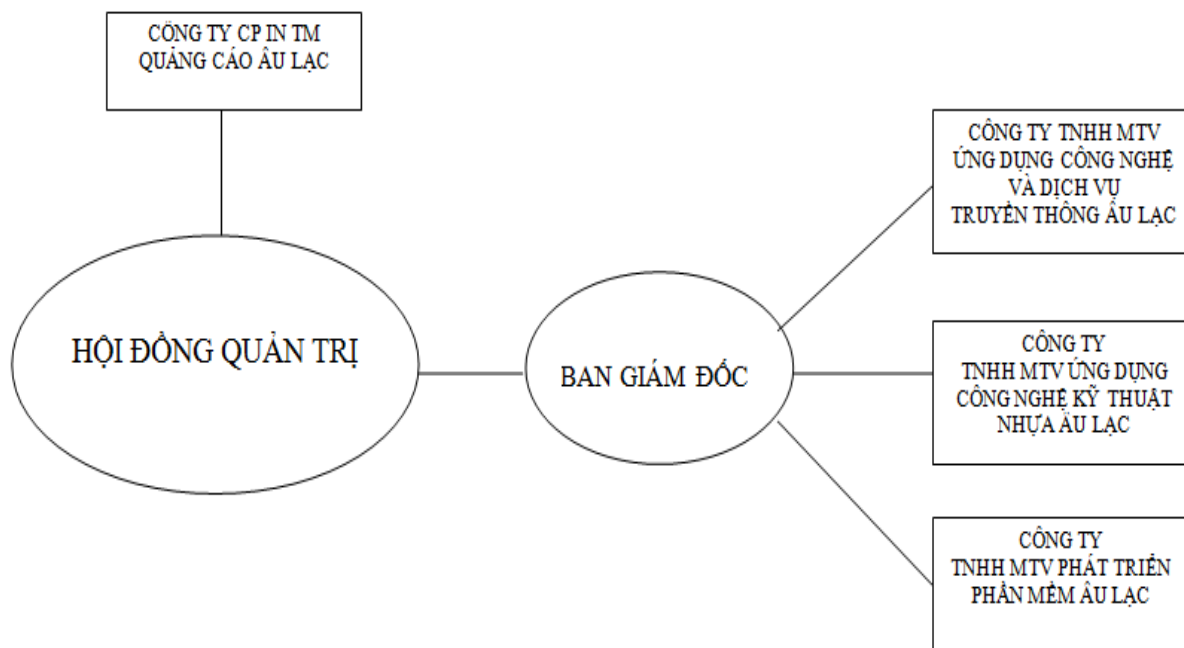 CÔNG TY CP IN TM
QUẢNG CÁO ÂU LẠC
HỘI ĐỒNG QUẢN TRỊ
BAN GIÁM ĐỐC
CÔNG TY TNHH MTV
ỨNG DỤNG CÔNG NGHỆ
VÀ DỊCH VỤ
TRUYỀN THÔNG ÂU LẠC
CÔNG TY
TNHH MTV ỨNG DỤNG
CÔNG NGHỆ KỸ THUẬT
NHỰA ÂU LẠC
CÔNG TY
TNHH MTV PHÁT TRIỂN
PHẦN MỀM ÂU LẠC